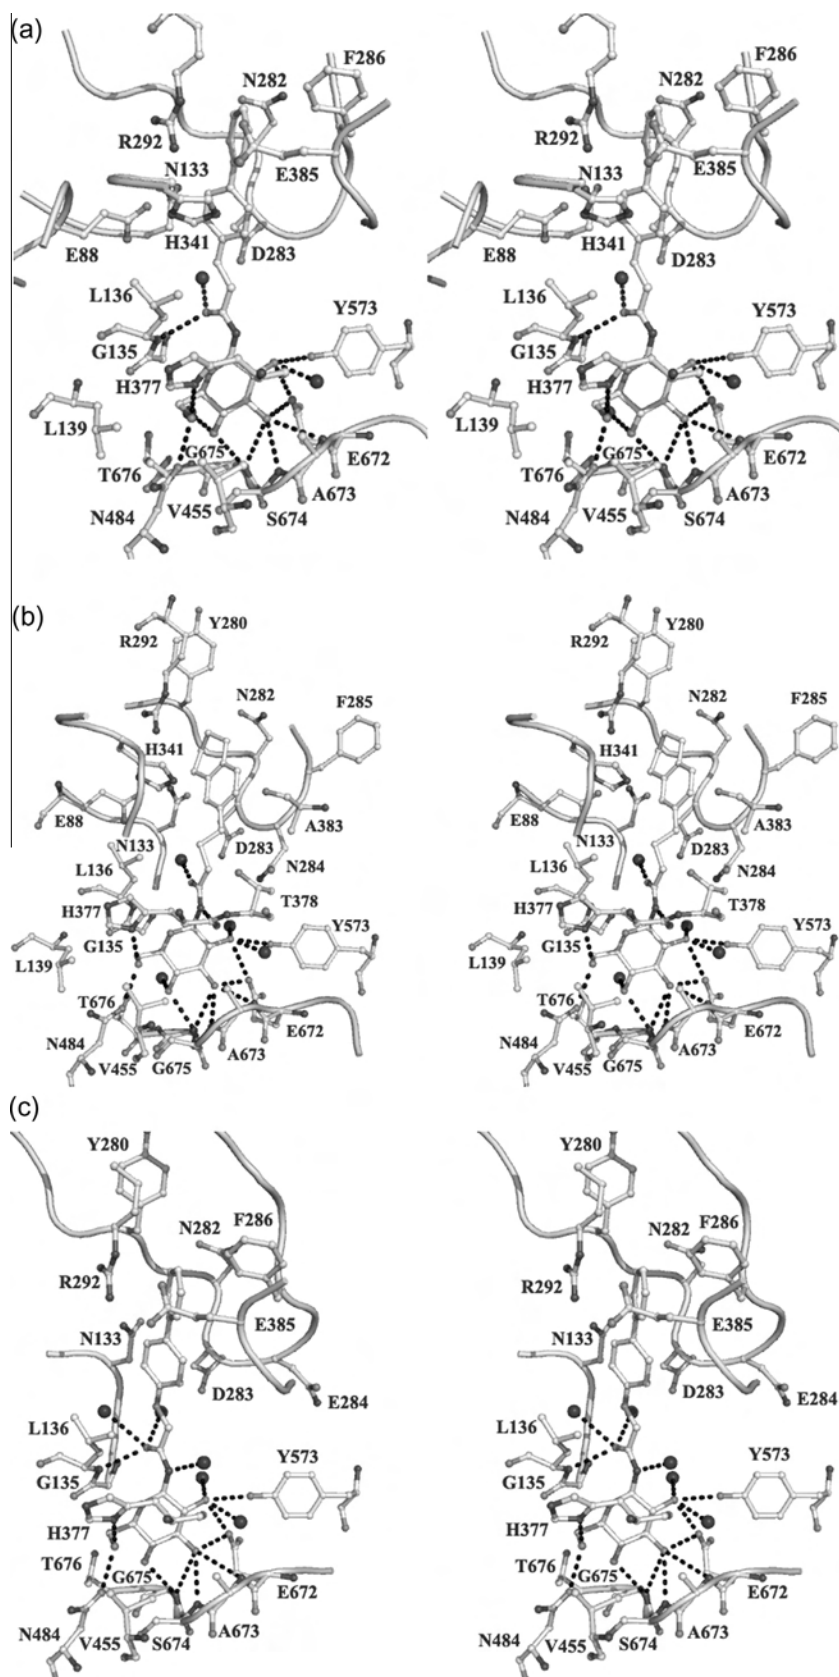 (a)
F286 F286
N282 N282
R292 R292
N133 E385 N133 E385
E88 H341 D283 E88 H341 D283
L136 Y573 L136 Y573
G135 G135
H377 H377
L139 G675 E672 L139 G675 E672
T676 A673 T676 A673
N484 V455 S674 N484 V455 S674
(b)
R292 Y280 R292 Y280
N282 N282 F285
H341 F285 H341
E88 A383 E88 A383
N133 D283 N133 D283
L136 N284 L136 N284
H377 T378 H377 T378
G135 Y573 G135 Y573
L139 L139
T676 E672 T676 E672
N484 A673 N484 A673
V455 G675 V455 G675
(c)
Y280 Y280
N282 F286 N282 F286
R292 R292
N133 E385 N133 E385
D283 E284 D283 E284
L136 Y573 L136 Y573
G135 G135
H377 H377
T676 G675 E672 T676 G675 E672
N484 V455 S674 A673 N484 V455 S674 A673